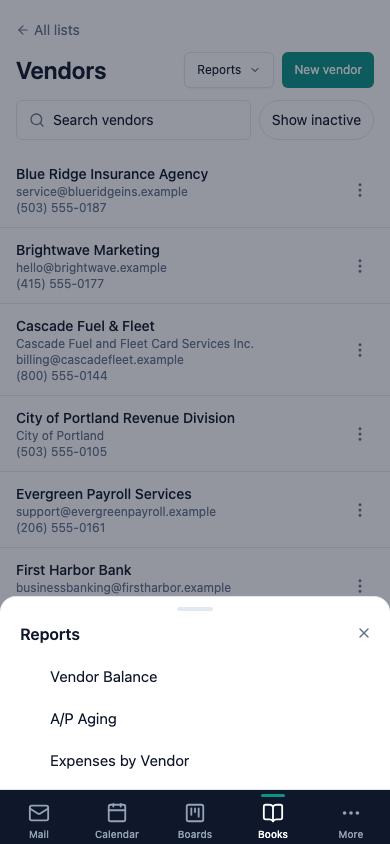 All lists
Vendors
Reports
New vendor
Search vendors
Show inactive
Blue Ridge Insurance Agency
service@blueridgeins.example
(503) 555-0187
Brightwave Marketing
hello@brightwave.example
(415) 555-0177
Cascade Fuel & Fleet
Cascade Fuel and Fleet Card Services Inc.
billing@cascadefleet.example
(800) 555-0144
City of Portland Revenue Division
City of Portland
(503) 555-0105
Evergreen Payroll Services
support@evergreenpayroll.example
(206) 555-0161
First Harbor Bank
businessbanking@firstharbor.example
Reports
Vendor Balance
A/P Aging
Expenses by Vendor
Mail
Calendar
Boards
Books
More